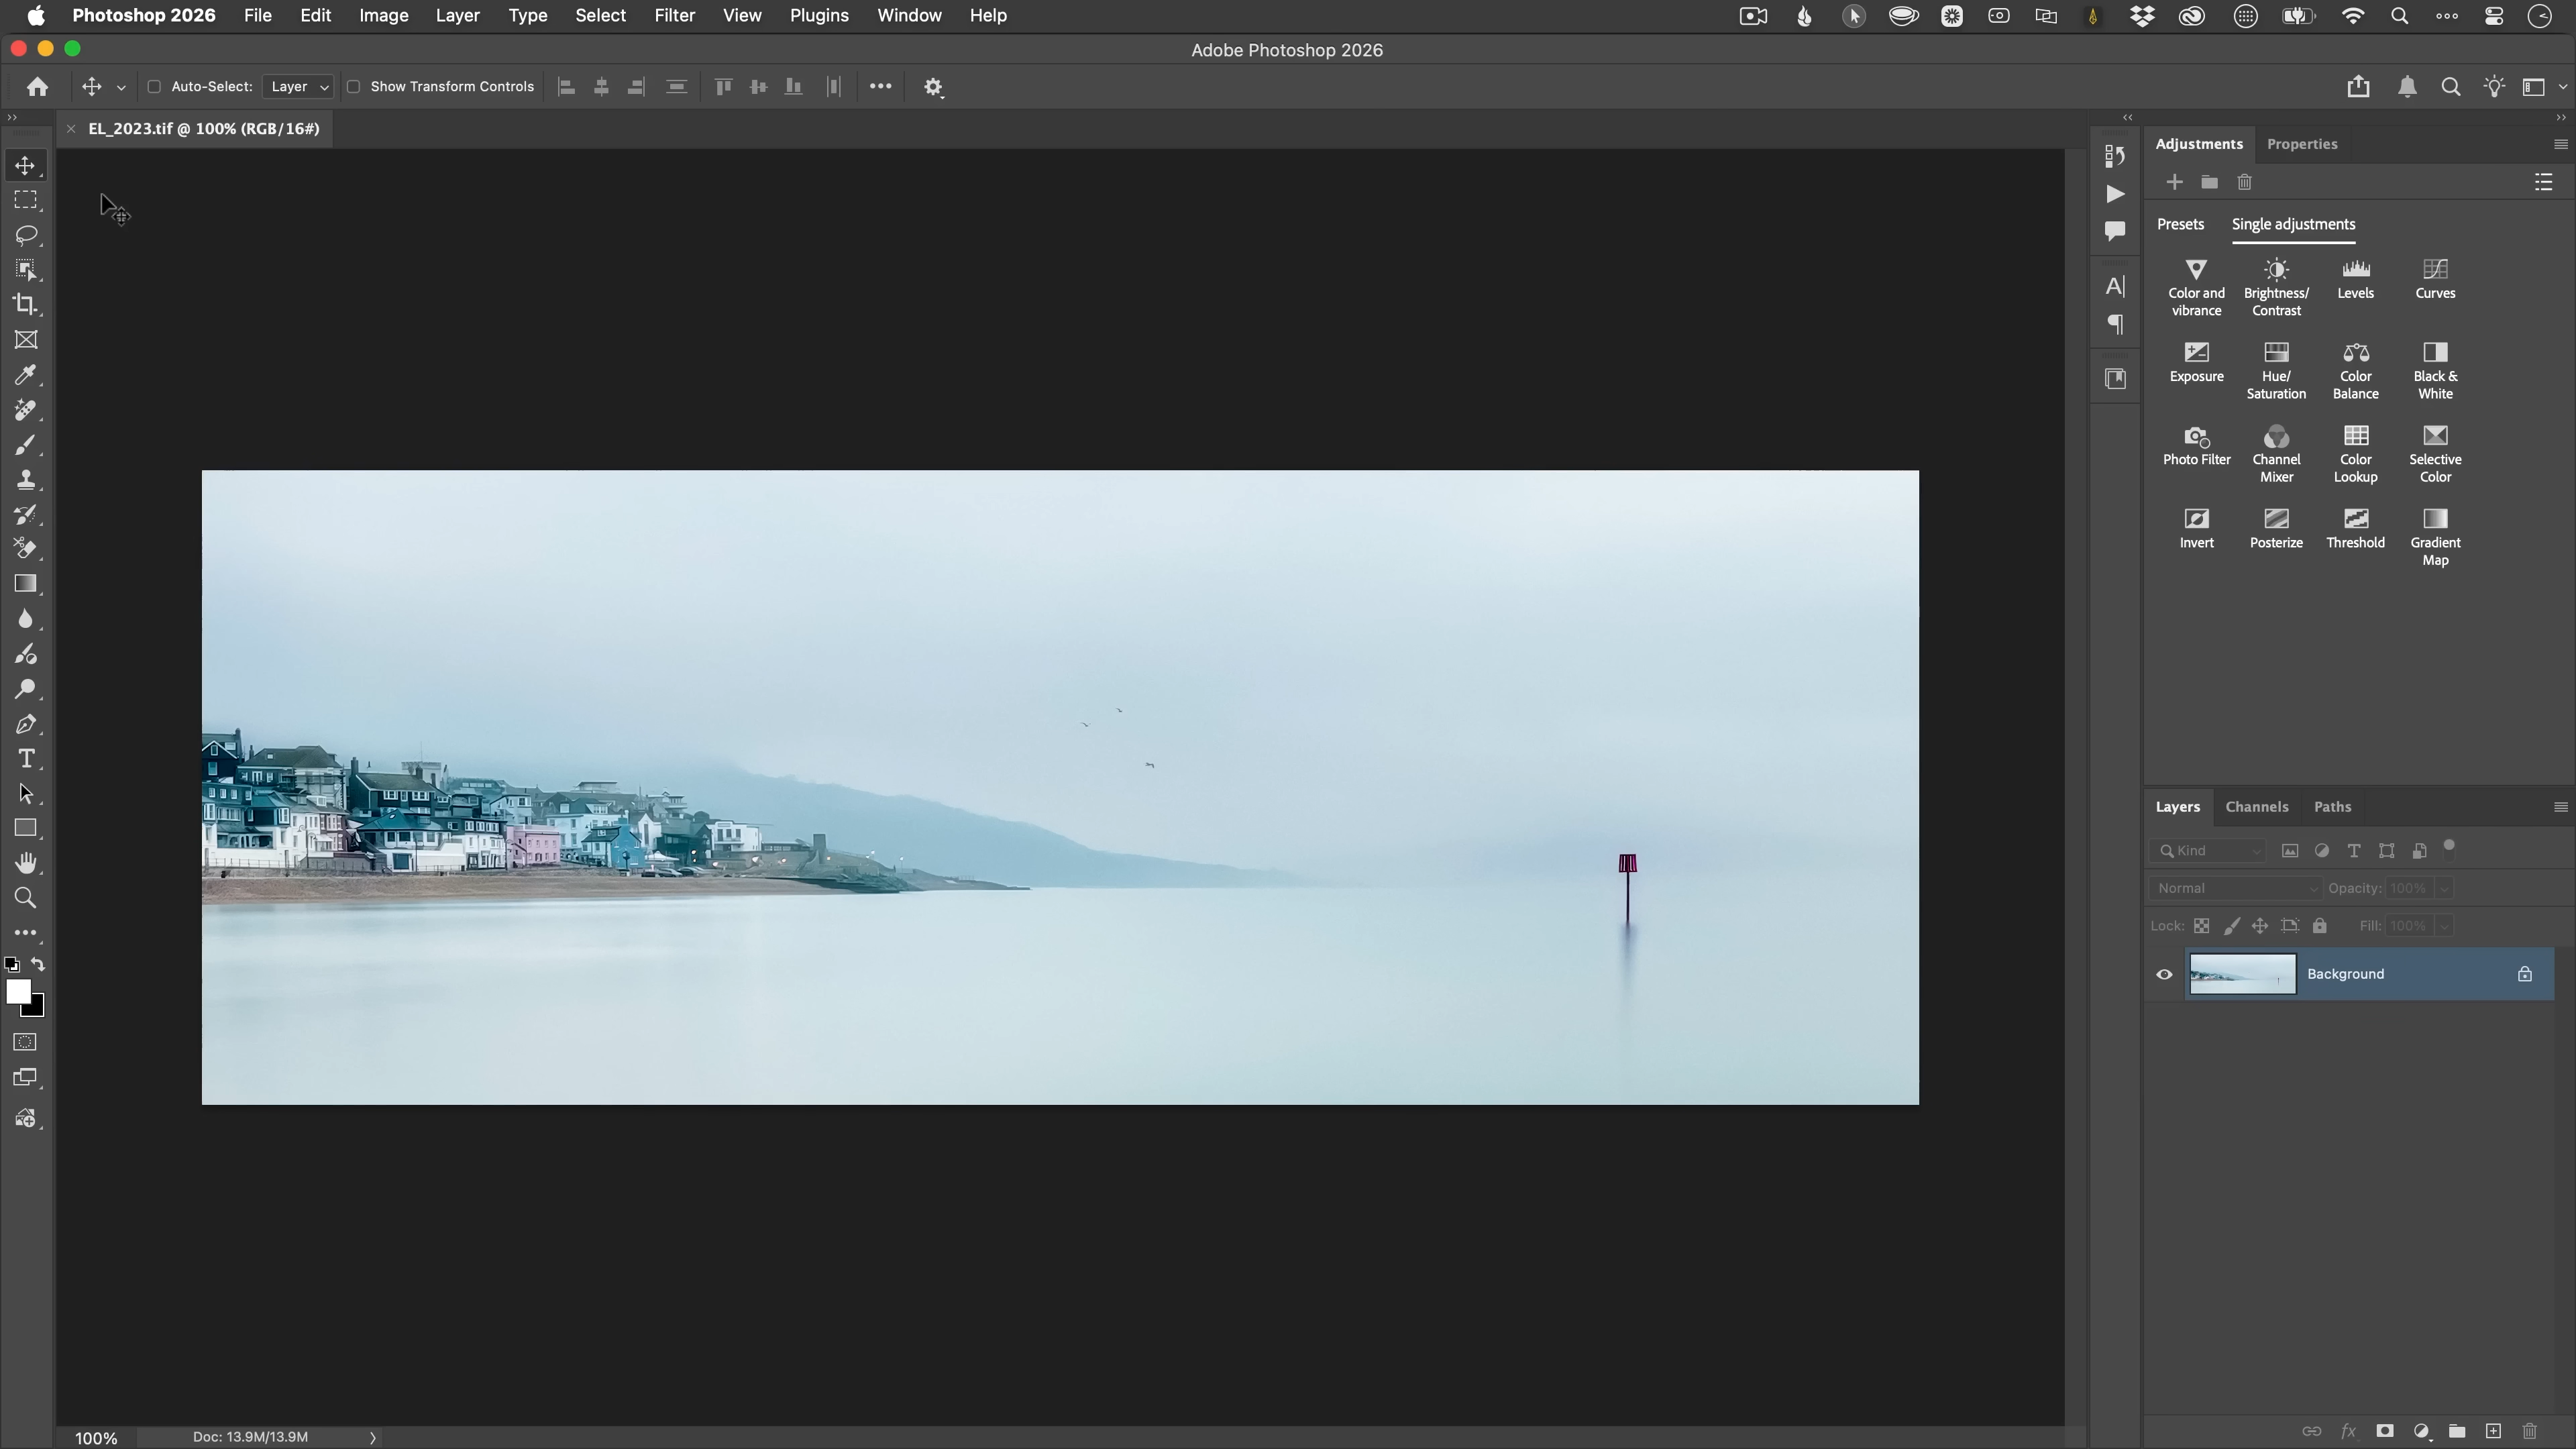 Photoshop 2026 File Edit Image Layer Type Select Filter View Plugins Window Help
Adobe Photoshop 2026
Auto-Select: Layer Show Transform Controls
EL_2023.tif @ 100% (RGB/16#)
Adjustments Properties
Presets Single adjustments
Color and vibrance
Brightness/ Contrast
Levels
Curves
Exposure
Hue/ Saturation
Color Balance
Black & White
Photo Filter
Channel Mixer
Color Lookup
Selective Color
Invert
Posterize
Threshold
Gradient Map
Layers Channels Paths
Kind
Normal Opacity: 100%
Lock: Fill: 100%
Background
100% Doc: 13.9M/13.9M